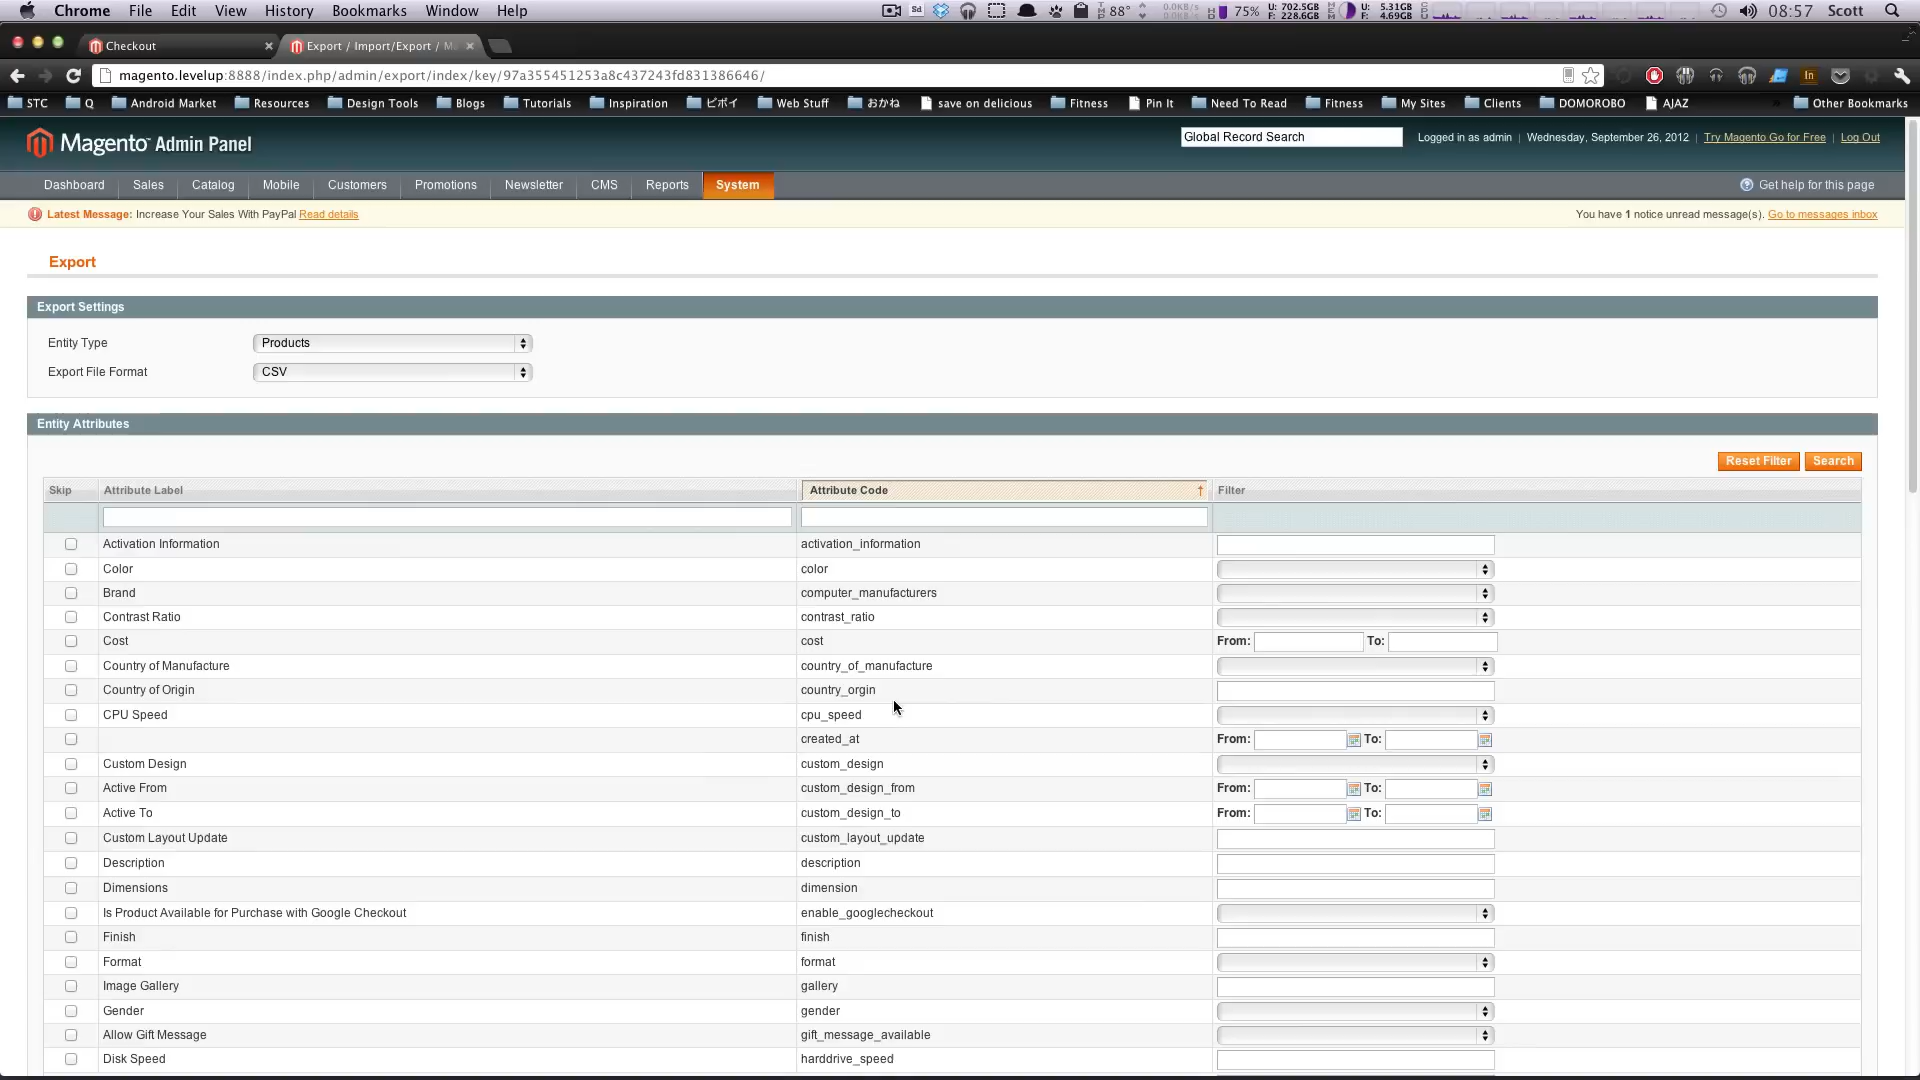 Chrome File Edit View History Bookmarks Window Help 88° 75% U: 702.5GB F: 228.6GB U: 5.31GB F: 4.69GB 08:57 Scott
Checkout Export / Import/Export / M
magento.levelup:8888/index.php/admin/export/index/key/97a355451253a8c437243fd831386646/
STC Q Android Market Resources Design Tools Blogs Tutorials Inspiration ビボイ Web Stuff おかね save on delicious Fitness Pin It Need To Read Fitness My Sites Clients DOMOROBO AJAZ Other Bookmarks
Magento Admin Panel Global Record Search Logged in as admin | Wednesday, September 26, 2012 | Try Magento Go for Free | Log Out
Dashboard Sales Catalog Mobile Customers Promotions Newsletter CMS Reports System Get help for this page
Latest Message: Increase Your Sales With PayPal Read details You have 1 notice unread message(s). Go to messages inbox
Export
Export Settings
Entity Type Products
Export File Format CSV
Entity Attributes
Reset Filter Search
Skip Attribute Label Attribute Code Filter
Activation Information activation_information
Color color
Brand computer_manufacturers
Contrast Ratio contrast_ratio
Cost cost From: To:
Country of Manufacture country_of_manufacture
Country of Origin country_orgin
CPU Speed cpu_speed
created_at From: To:
Custom Design custom_design
Active From custom_design_from From: To:
Active To custom_design_to From: To:
Custom Layout Update custom_layout_update
Description description
Dimensions dimension
Is Product Available for Purchase with Google Checkout enable_googlecheckout
Finish finish
Format format
Image Gallery gallery
Gender gender
Allow Gift Message gift_message_available
Disk Speed harddrive_speed